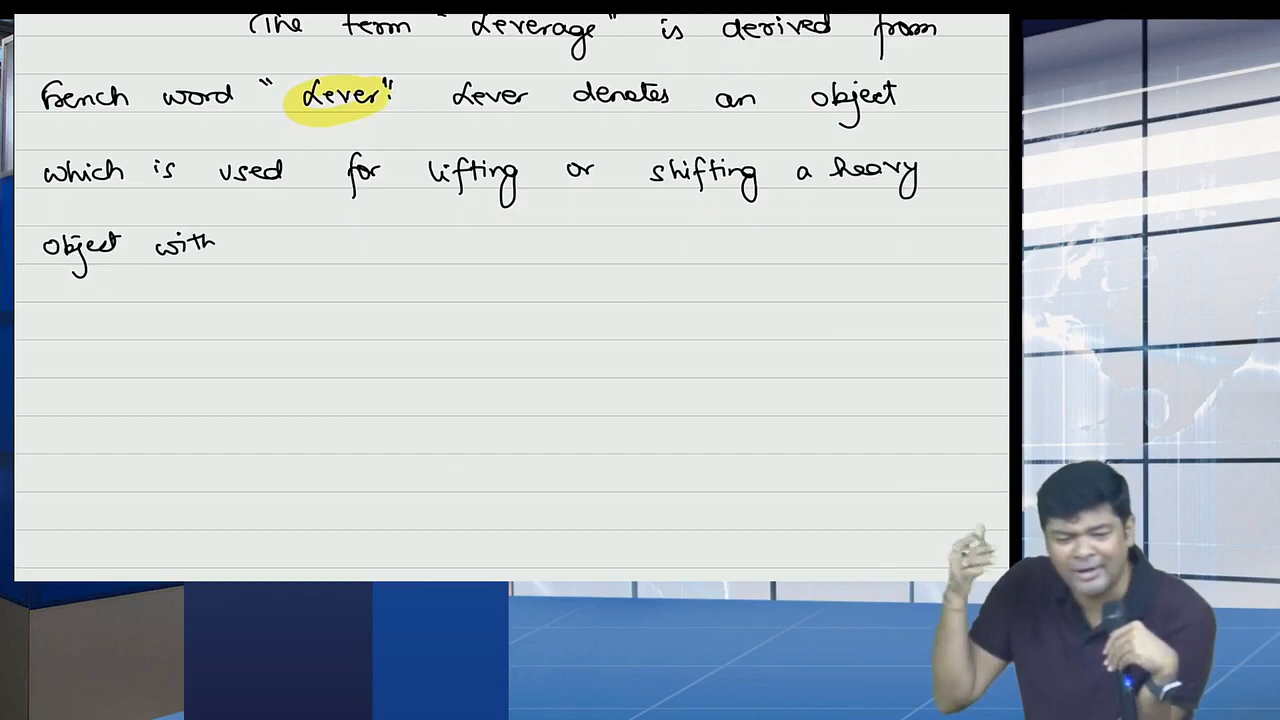 The term "Leverage" is derived from
French word "Lever". Lever denotes an object
which is used for lifting or shifting a heavy
object with